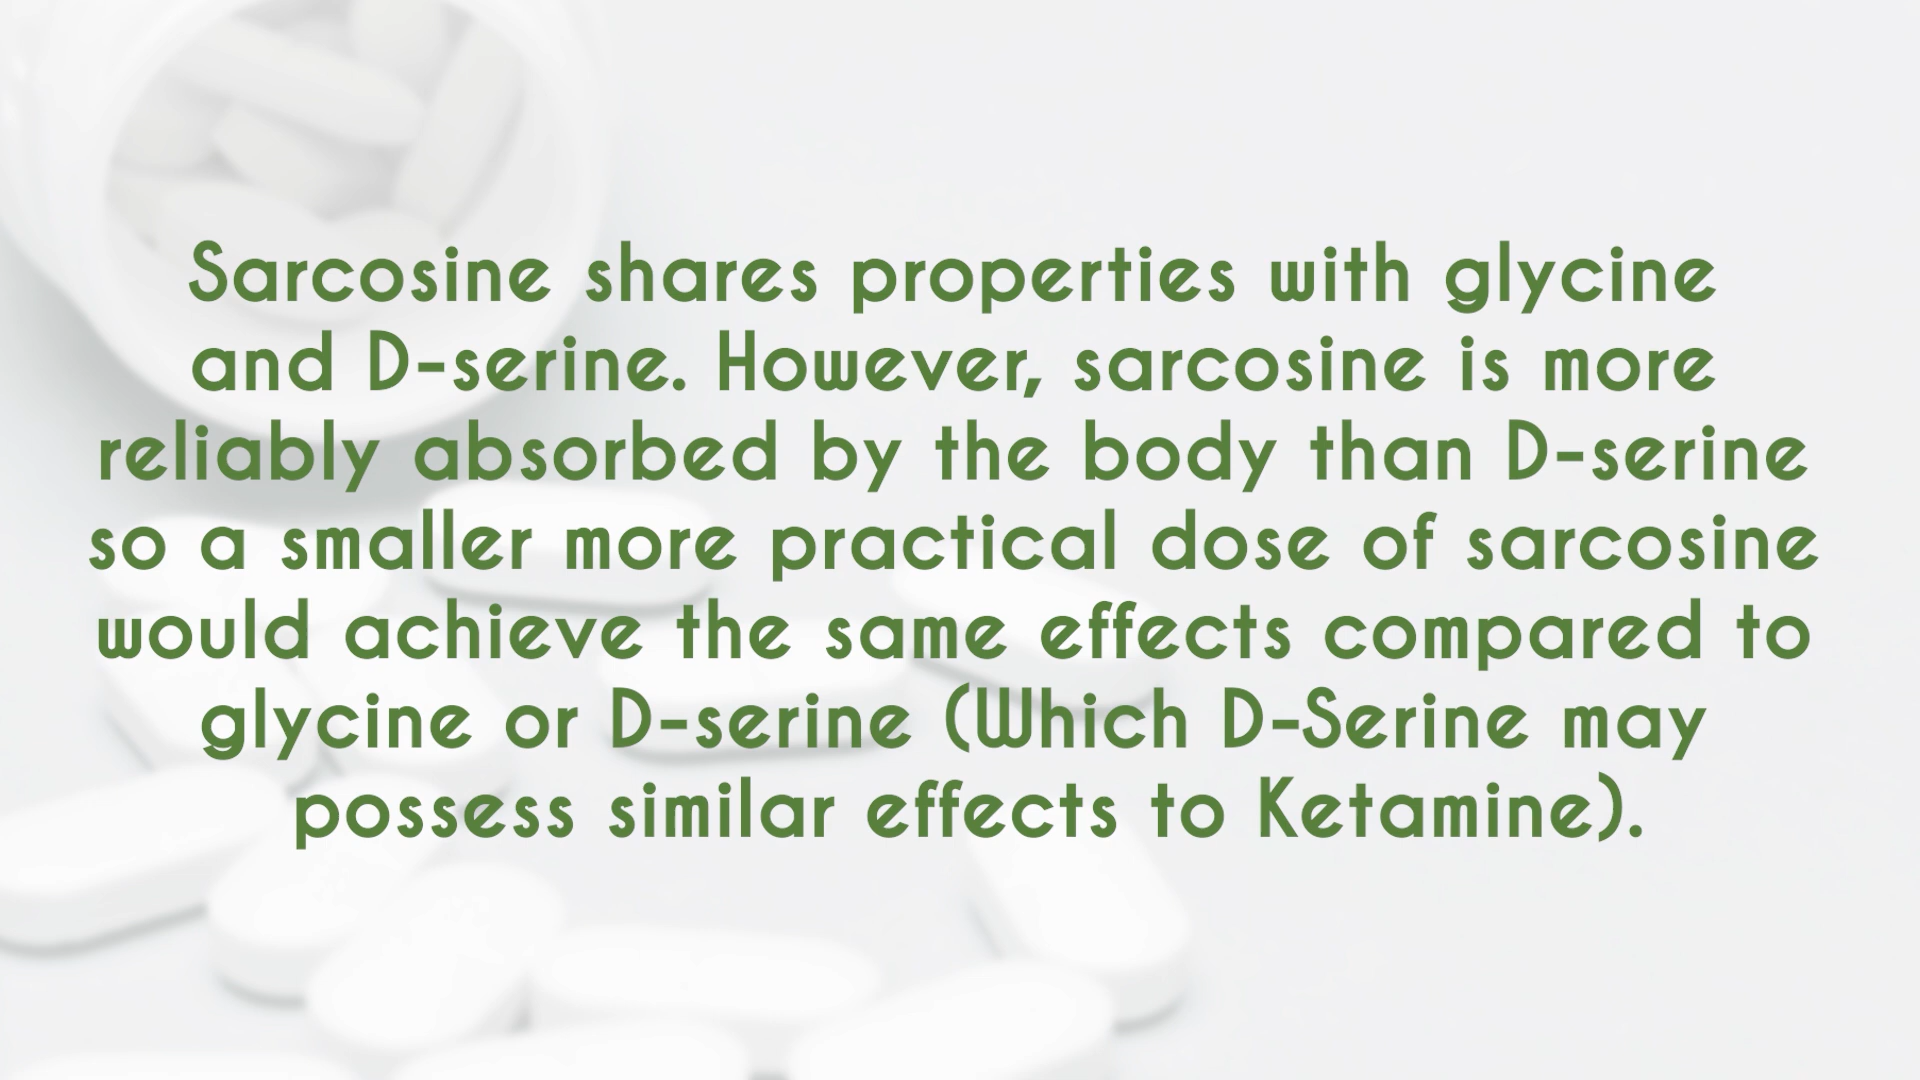 Sarcosine shares properties with glycine
and D-serine. However, sarcosine is more
reliably absorbed by the body than D-serine
so a smaller more practical dose of sarcosine
would achieve the same effects compared to
glycine or D-serine (Which D-Serine may
possess similar effects to Ketamine).